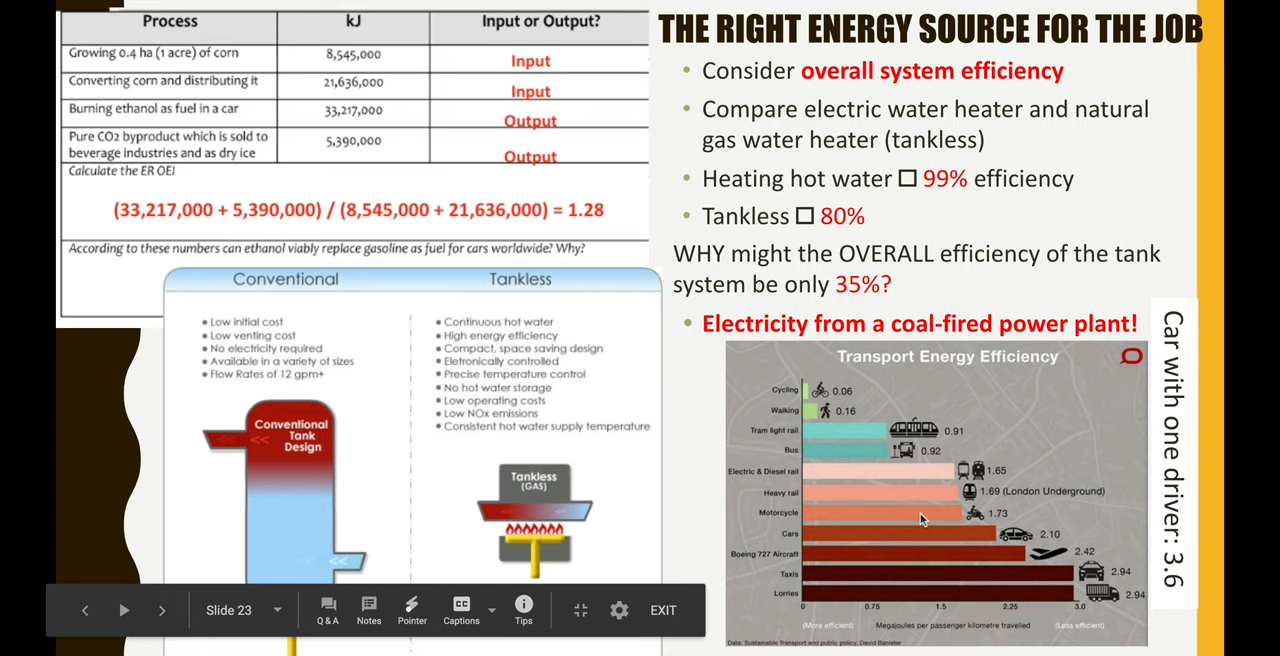 Process kJ Input or Output?
Growing 0.4 ha (1 acre) of corn 8,545,000 Input
Converting corn and distributing it 21,636,000 Input
Burning ethanol as fuel in a car 33,217,000 Output
Pure CO2 byproduct which is sold to
beverage industries and as dry ice 5,390,000 Output
Calculate the EROEI
(33,217,000 + 5,390,000) / (8,545,000 + 21,636,000) = 1.28
According to these numbers can ethanol viably replace gasoline as fuel for cars worldwide? Why?
Conventional
• Low initial cost
• Low venting cost
• No electricity required
• Available in a variety of sizes
• Flow Rates of 12 gpm+
Conventional
Tank
Design
<<
<<
Tankless
• Continuous hot water
• High energy efficiency
• Compact, space saving design
• Eletronically controlled
• Precise temperature control
• No hot water storage
• Low operating costs
• Low NOx emissions
• Consistent hot water supply temperature
Tankless
(GAS)
THE RIGHT ENERGY SOURCE FOR THE JOB
• Consider overall system efficiency
• Compare electric water heater and natural
gas water heater (tankless)
• Heating hot water □ 99% efficiency
• Tankless □ 80%
WHY might the OVERALL efficiency of the tank
system be only 35%?
• Electricity from a coal-fired power plant!
Transport Energy Efficiency
Cycling 0.06
Walking 0.16
Tram light rail 0.91
Bus 0.92
Electric & Diesel rail 1.65
Heavy rail 1.69 (London Underground)
Motorcycle 1.73
Cars 2.10
Boeing 727 Aircraft 2.42
Taxis 2.94
Lorries 2.94
0 0.75 1.5 2.25 3.0
(More efficient) Megajoules per passenger kilometre travelled (Less efficient)
Data: Sustainable Transport and public policy, David Banister
Car with one driver: 3.6
Slide 23
Q & A
Notes
Pointer
Captions
Tips
EXIT